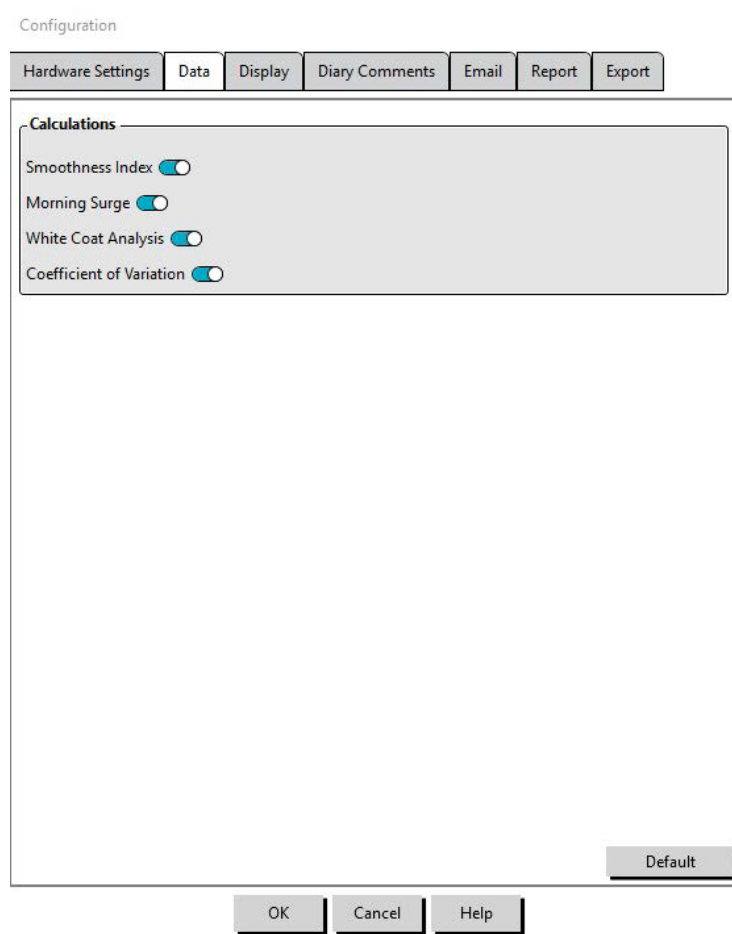 Configuration
Hardware Settings Data Display Diary Comments Email Report Export
Calculations
Smoothness Index
Morning Surge
White Coat Analysis
Coefficient of Variation
Default
OK Cancel Help